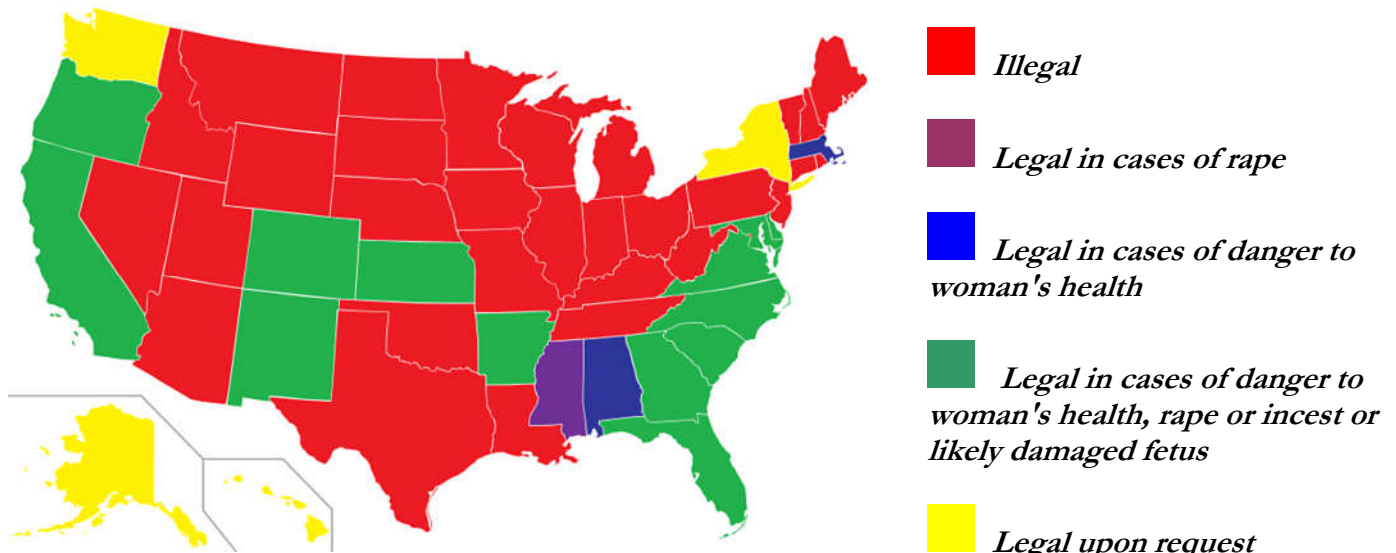 Illegal
Legal in cases of rape
Legal in cases of danger to
woman's health
Legal in cases of danger to
woman's health, rape or incest or
likely damaged fetus
Legal upon request